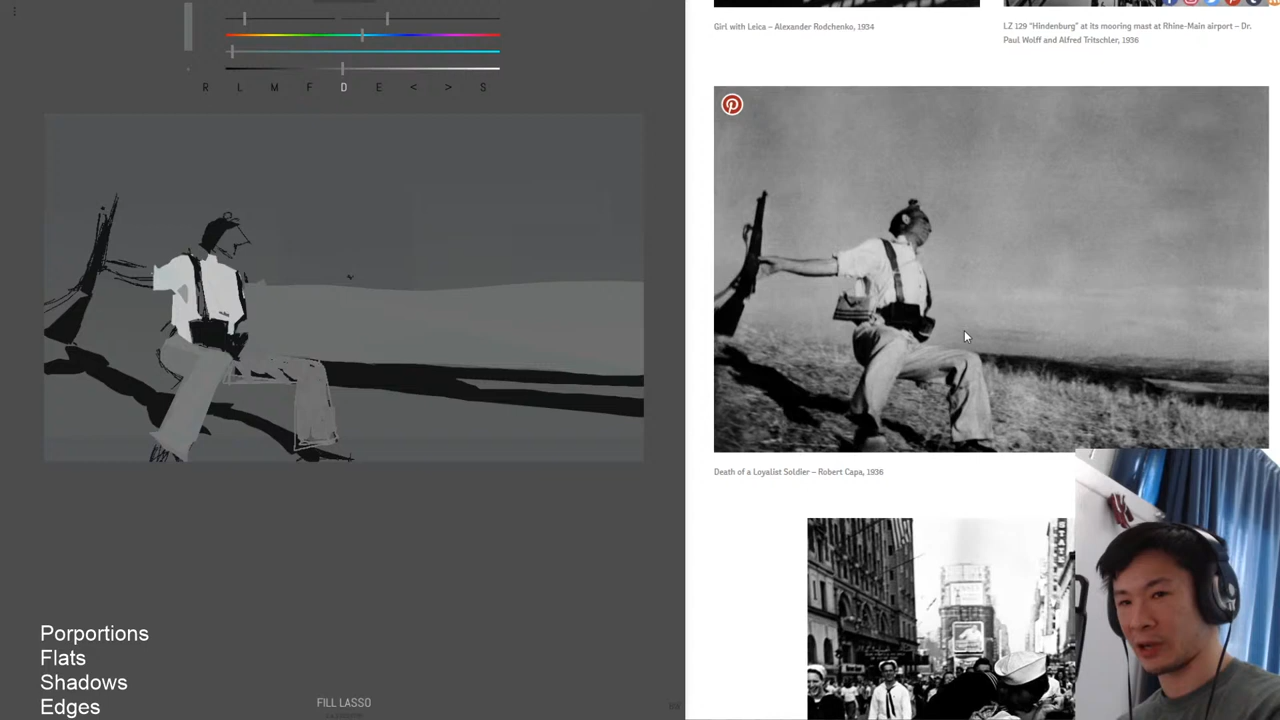 Girl with Leica – Alexander Rodchenko, 1934
LZ 129 “Hindenburg” at its mooring mast at Rhine-Main airport – Dr.
Paul Wolff and Alfred Tritschler, 1936
R L M F D E < > S
Death of a Loyalist Soldier – Robert Capa, 1936
Porportions
Flats
Shadows
Edges
FILL LASSO